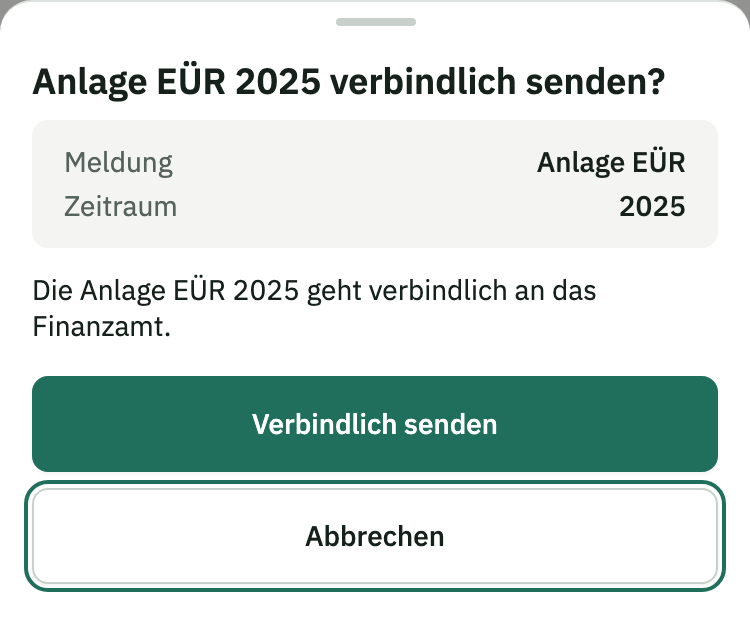 Anlage EÜR 2025 verbindlich senden?
Meldung Anlage EÜR
Zeitraum 2025
Die Anlage EÜR 2025 geht verbindlich an das
Finanzamt.
Verbindlich senden
Abbrechen